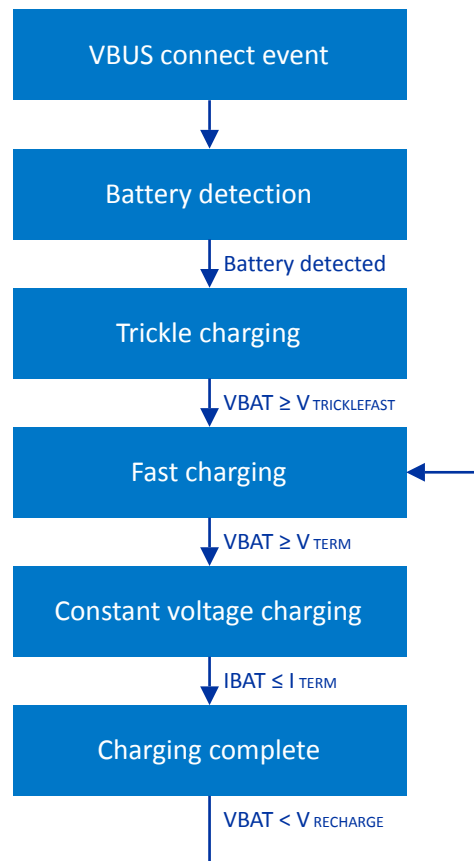 VBUS connect event
Battery detection
Battery detected
Trickle charging
VBAT ≥ V TRICKLEFAST
Fast charging
VBAT ≥ V TERM
Constant voltage charging
IBAT ≤ I TERM
Charging complete
VBAT < V RECHARGE